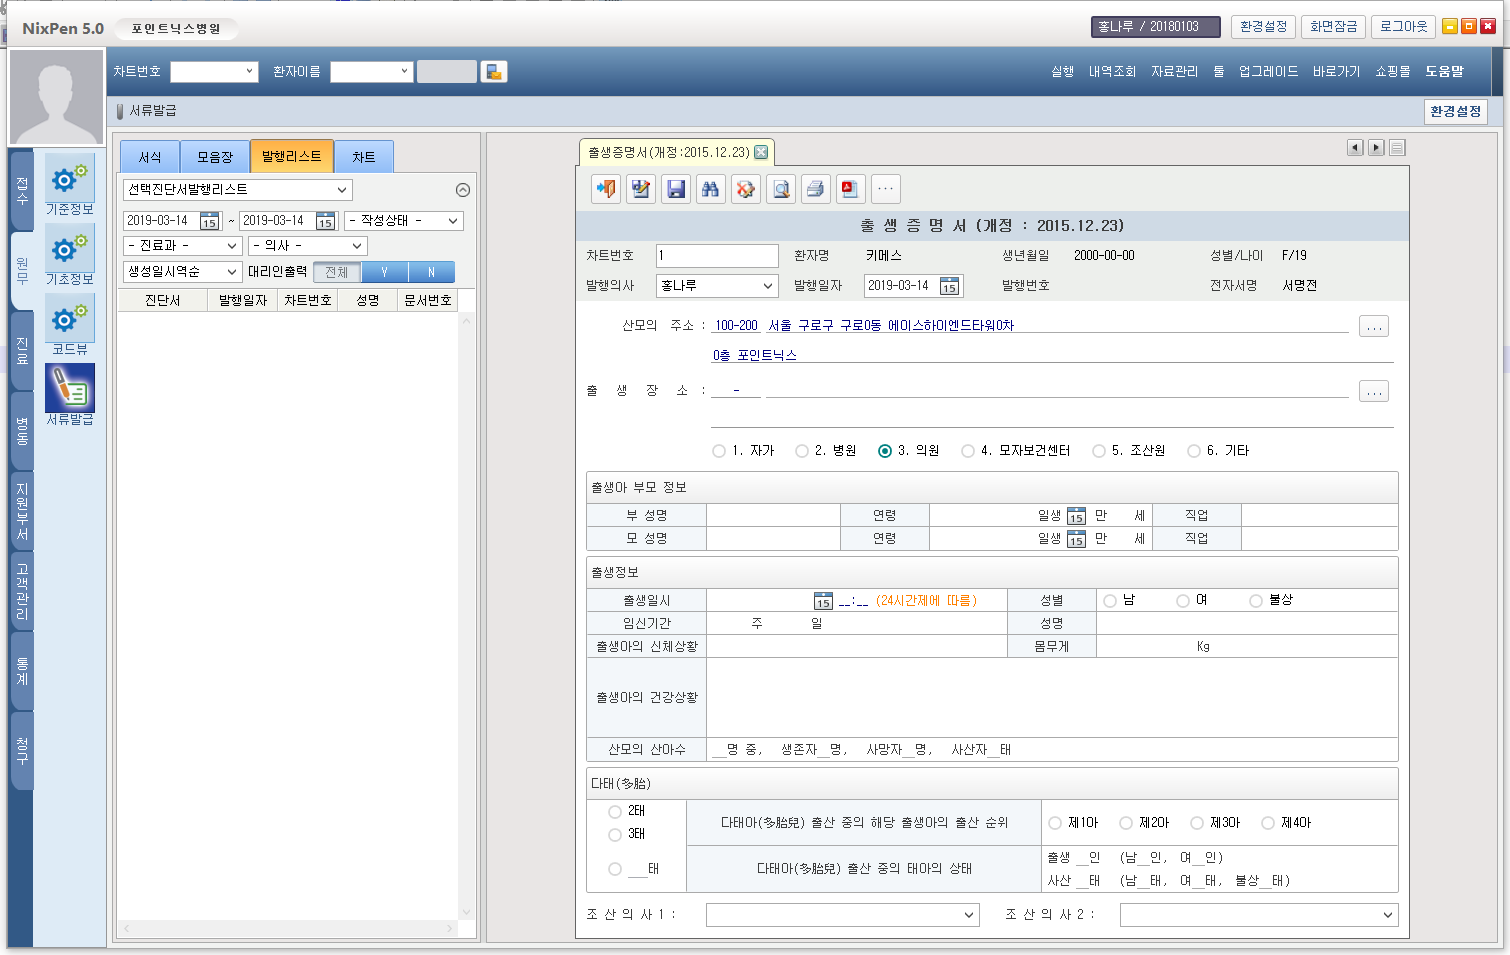 NixPen 5.0 포인트닉스병원 홍나루 / 20180103 환경설정 화면잠금 로그아웃
차트번호 환자이름 실행 내역조회 자료관리 툴 업그레이드 바로가기 쇼핑몰 도움말
서류발급 환경설정
접수
원무
진료
병동
지원부서
고객관리
통계
청구
기준정보
기초정보
코드뷰
서류발급
서식 모음장 발행리스트 차트
선택진단서발행리스트
2019-03-14 15 ~ 2019-03-14 15 - 작성상태 -
- 진료과 - - 의사 -
생성일시역순 대리인출력 전체 Y N
진단서 발행일자 차트번호 성명 문서번호
출생증명서(개정:2015.12.23)
출 생 증 명 서 (개정 : 2015.12.23)
차트번호 1 환자명 키메스 생년월일 2000-00-00 성별/나이 F/19
발행의사 홍나루 발행일자 2019-03-14 15 발행번호 전자서명 서명전
산모의 주소 : 100-200 서울 구로구 구로0동 에이스하이엔드타워0차 ...
0층 포인트닉스
출 생 장 소 : - ...
1. 자가 2. 병원 3. 의원 4. 모자보건센터 5. 조산원 6. 기타
출생아 부모 정보
부 성명 연령 일생 15 만 세 직업
모 성명 연령 일생 15 만 세 직업
출생정보
출생일시 15 __:__ (24시간제에 따름) 성별 남 여 불상
임신기간 주 일 성명
출생아의 신체상황 몸무게 Kg
출생아의 건강상황
산모의 산아수 __명 중, 생존자__명, 사망자__명, 사산자__태
다태(多胎)
2태
3태
___태
다태아(多胎兒) 출산 중의 해당 출생아의 출산 순위 제1아 제2아 제3아 제4아
다태아(多胎兒) 출산 중의 태아의 상태 출생 __인 (남__인, 여__인)
사산 __태 (남__태, 여__태, 불상__태)
조 산 의 사 1 : 조 산 의 사 2 :